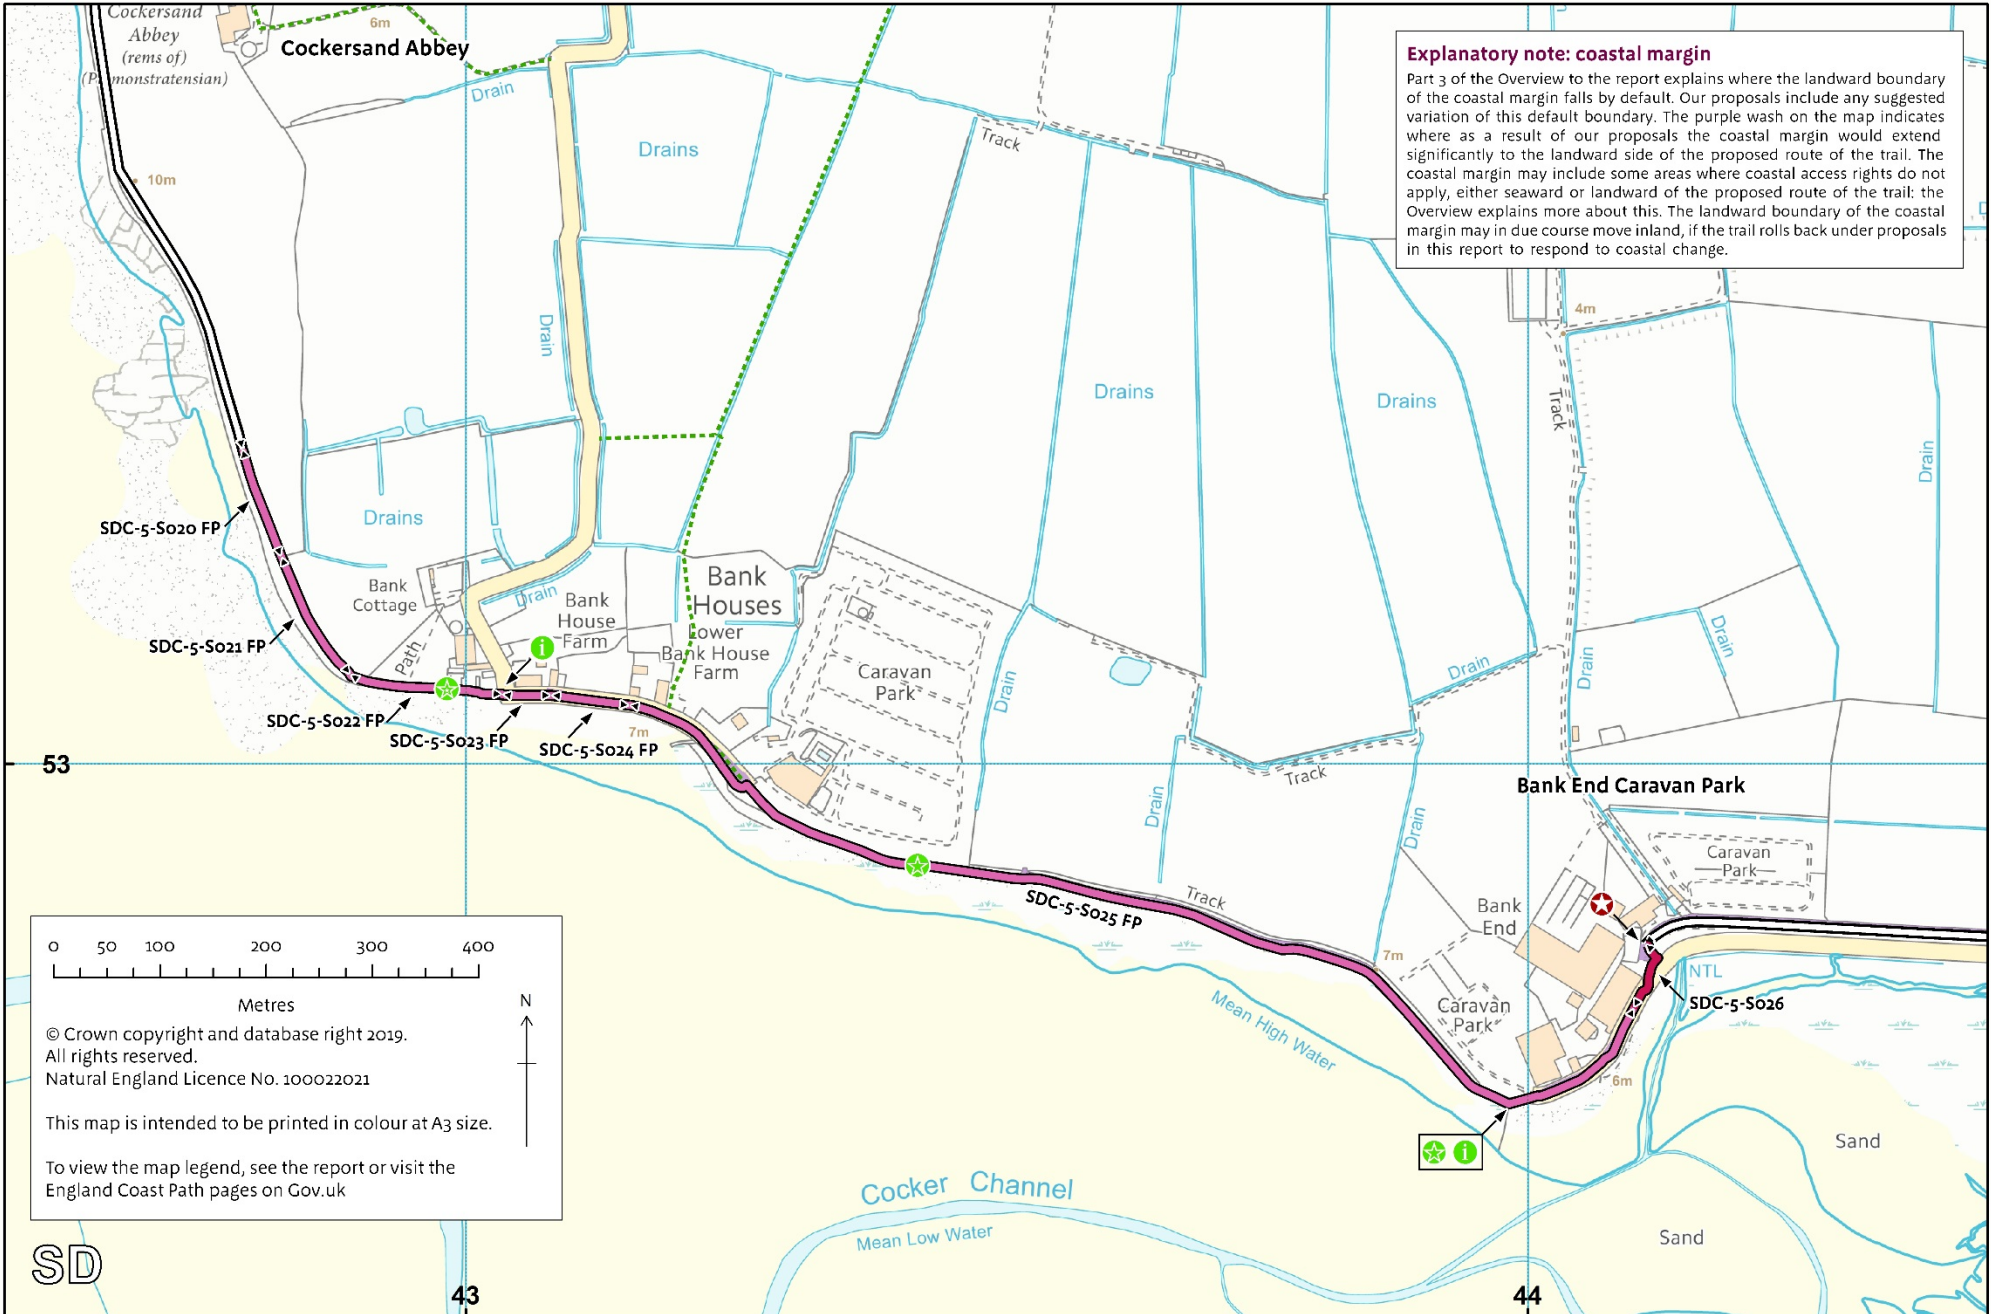 Cockersand
Abbey
(rems of)
monstratensian)
6m
Cockersand Abbey
Drain
Drains
10m
Track
Explanatory note: coastal margin
Part 3 of the Overview to the report explains where the landward boundary
of the coastal margin falls by default. Our proposals include any suggested
variation of this default boundary. The purple wash on the map indicates
where as a result of our proposals the coastal margin would extend
significantly to the landward side of the proposed route of the trail. The
coastal margin may include some areas where coastal access rights do not
apply, either seaward or landward of the proposed route of the trail: the
Overview explains more about this. The landward boundary of the coastal
margin may in due course move inland, if the trail rolls back under proposals
in this report to respond to coastal change.
4m
Drain
Drains
Drains
Track
Drain
SDC-5-S020 FP
Drains
Bank
Cottage
Drain
Bank
House
Farm
i
Bank
Houses
Lower
Bank House
Farm
Path
SDC-5-S021 FP
Caravan
Park
Drain
Drain
Drain
Drain
SDC-5-S022 FP
SDC-5-S023 FP
SDC-5-S024 FP
7m
53
Track
Bank End Caravan Park
Drain
Drain
Caravan
Park
SDC-5-S025 FP
Track
Bank
End
7m
Caravan
Park
NTL
SDC-5-S026
6m
Mean High Water
i
Sand
Sand
Cocker Channel
Mean Low Water
0 50 100 200 300 400
Metres
N
© Crown copyright and database right 2019.
All rights reserved.
Natural England Licence No. 100022021
This map is intended to be printed in colour at A3 size.
To view the map legend, see the report or visit the
England Coast Path pages on Gov.uk
SD
43
44